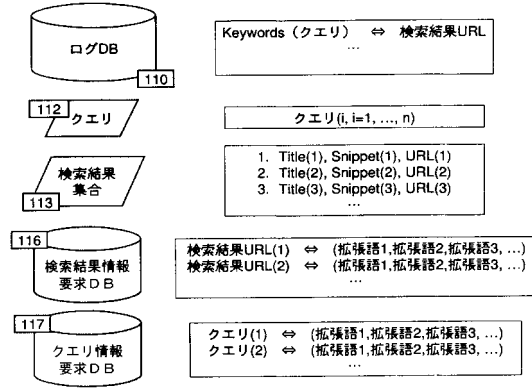 ログDB
110
Keywords（クエリ） ⇔ 検索結果URL
…
112
クエリ
クエリ(i, i=1, …, n)
検索結果
集合
113
1. Title(1), Snippet(1), URL(1)
2. Title(2), Snippet(2), URL(2)
3. Title(3), Snippet(3), URL(3)
…
116
検索結果情報
要求ＤＢ
検索結果URL(1) ⇔ (拡張語1,拡張語2,拡張語3, …)
検索結果URL(2) ⇔ (拡張語1,拡張語2,拡張語3, …)
…
117
クエリ情報
要求ＤＢ
クエリ(1) ⇔ (拡張語1,拡張語2,拡張語3, …)
クエリ(2) ⇔ (拡張語1,拡張語2,拡張語3, …)
…